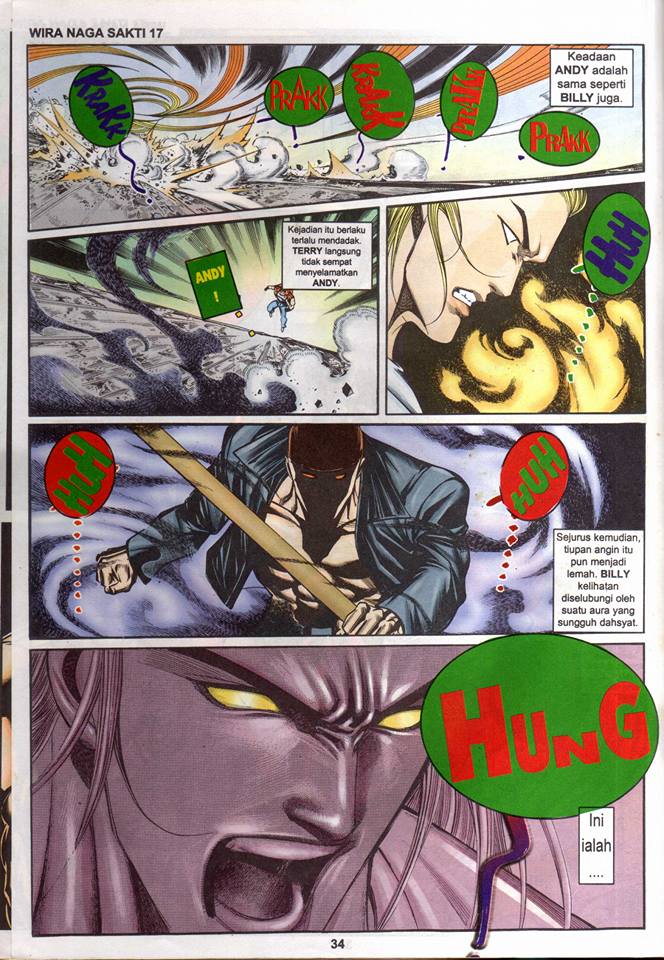 WIRA NAGA SAKTI 17
KRAKK
PRAKK
KRAKK
PRAKK
PRAKK
Keadaan
ANDY adalah
sama seperti
BILLY juga.
Kejadian itu berlaku
terlalu mendadak.
TERRY langsung
tidak sempat
menyelamatkan
ANDY.
ANDY
!
HUH
HUH
HUH
Sejurus kemudian,
tiupan angin itu
pun menjadi
lemah. BILLY
kelihatan
diselubungi oleh
suatu aura yang
sungguh dahsyat.
HUNG
Ini
ialah
....
34